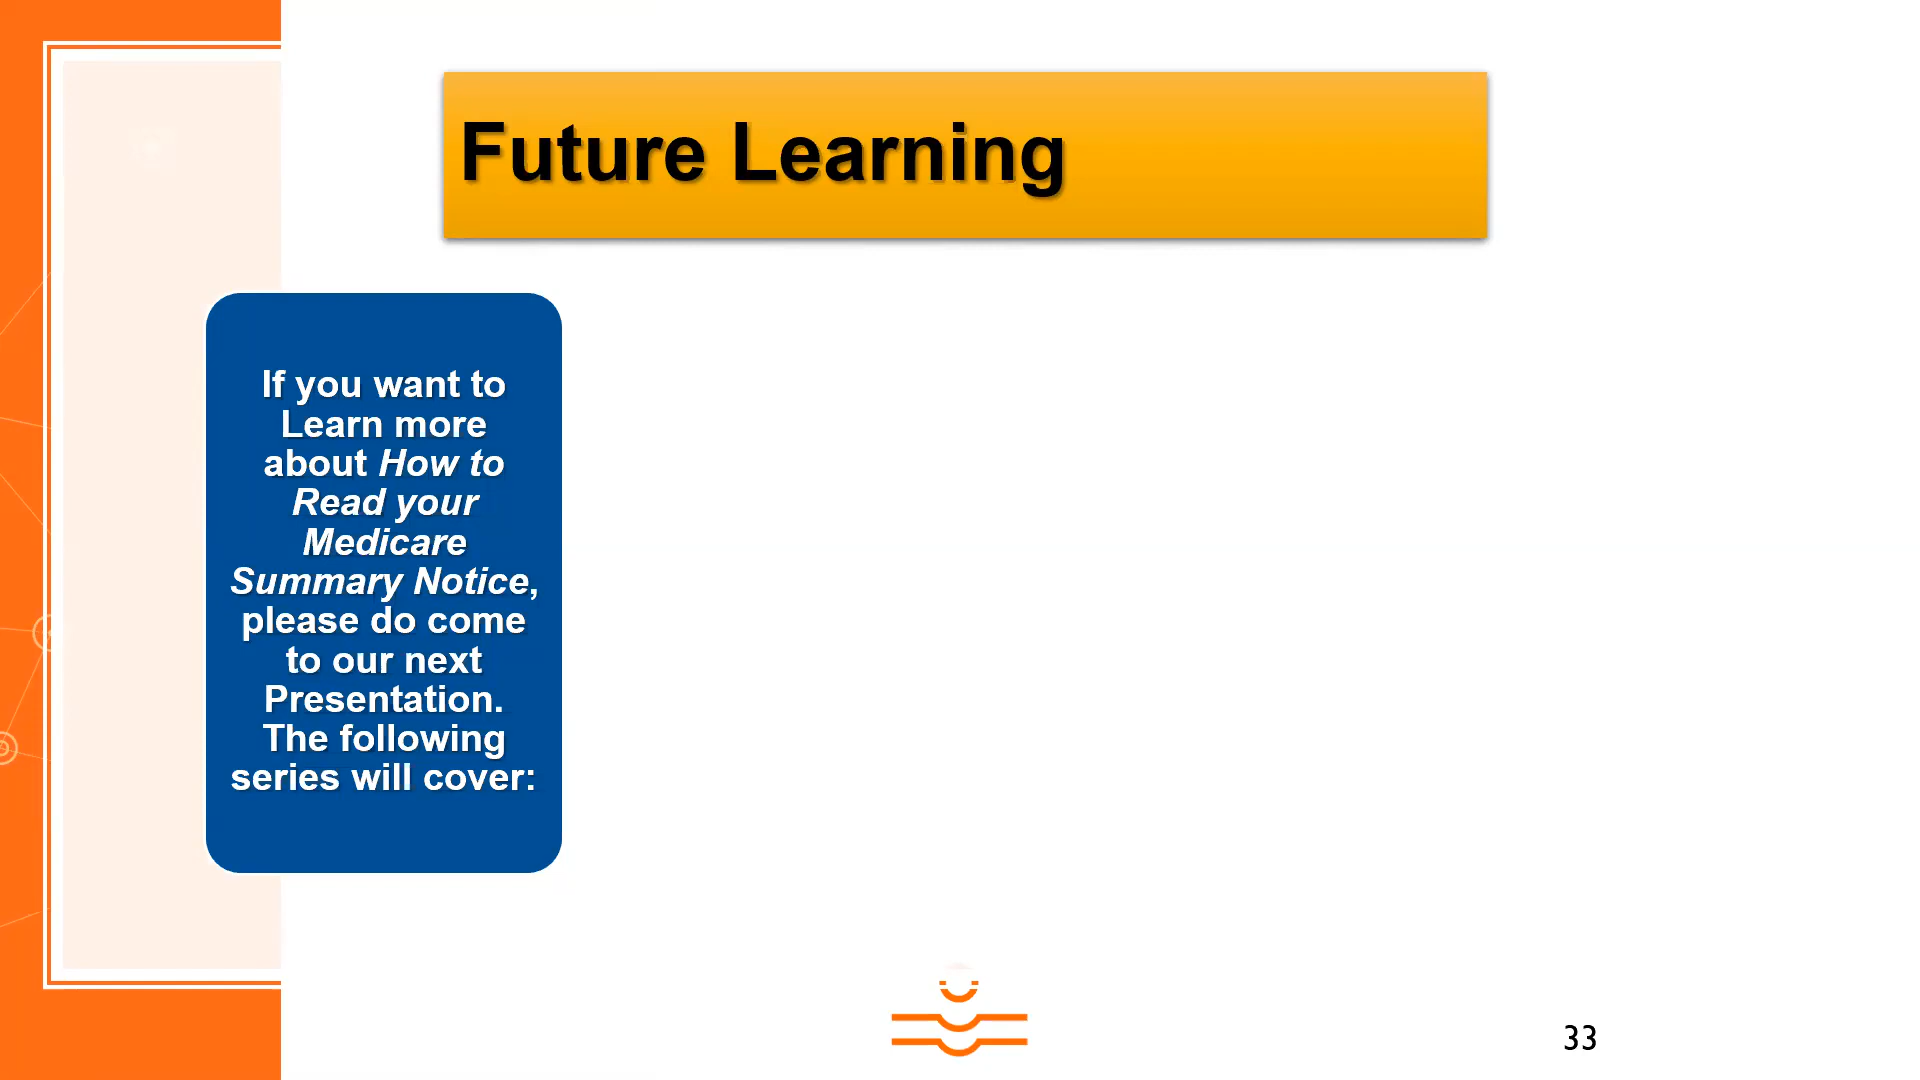 Future Learning
If you want to
Learn more
about How to
Read your
Medicare
Summary Notice,
please do come
to our next
Presentation.
The following
series will cover:
33